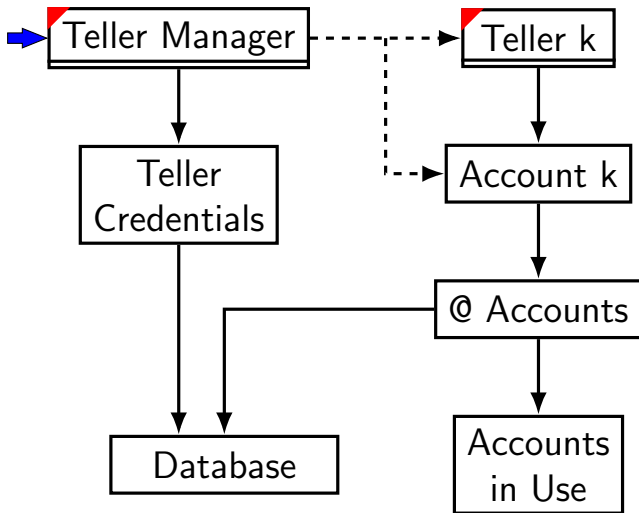 Teller Manager
Teller k
Teller
Credentials
Account k
@ Accounts
Database
Accounts
in Use